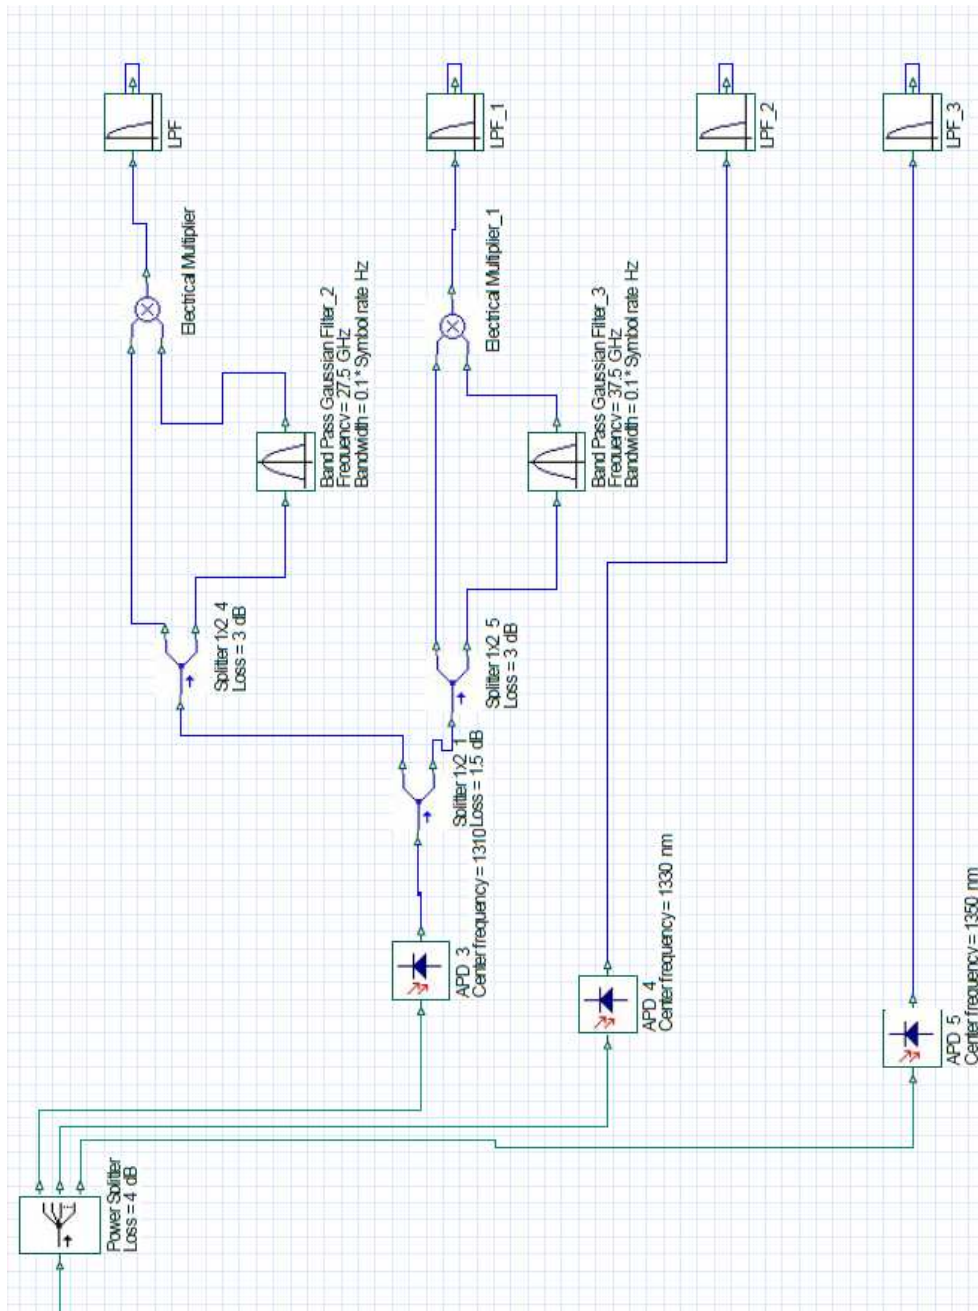 LPF
LPF_1
LPF_2
LPF_3
Electrical Multiplier
Electrical Multiplier_1
Band Pass Gaussian Filter_2
Frequency = 27.5 GHz
Bandwidth = 0.1 * Symbol rate Hz
Band Pass Gaussian Filter_3
Frequency = 37.5 GHz
Bandwidth = 0.1 * Symbol rate Hz
Splitter 1x2_4
Loss = 3 dB
Splitter 1x2_5
Loss = 3 dB
Splitter 1x2_1
Loss = 1.5 dB
APD_3
Center frequency = 1310
APD_4
Center frequency = 1330 nm
APD_5
Center frequency = 1350 nm
Power Splitter
Loss = 4 dB